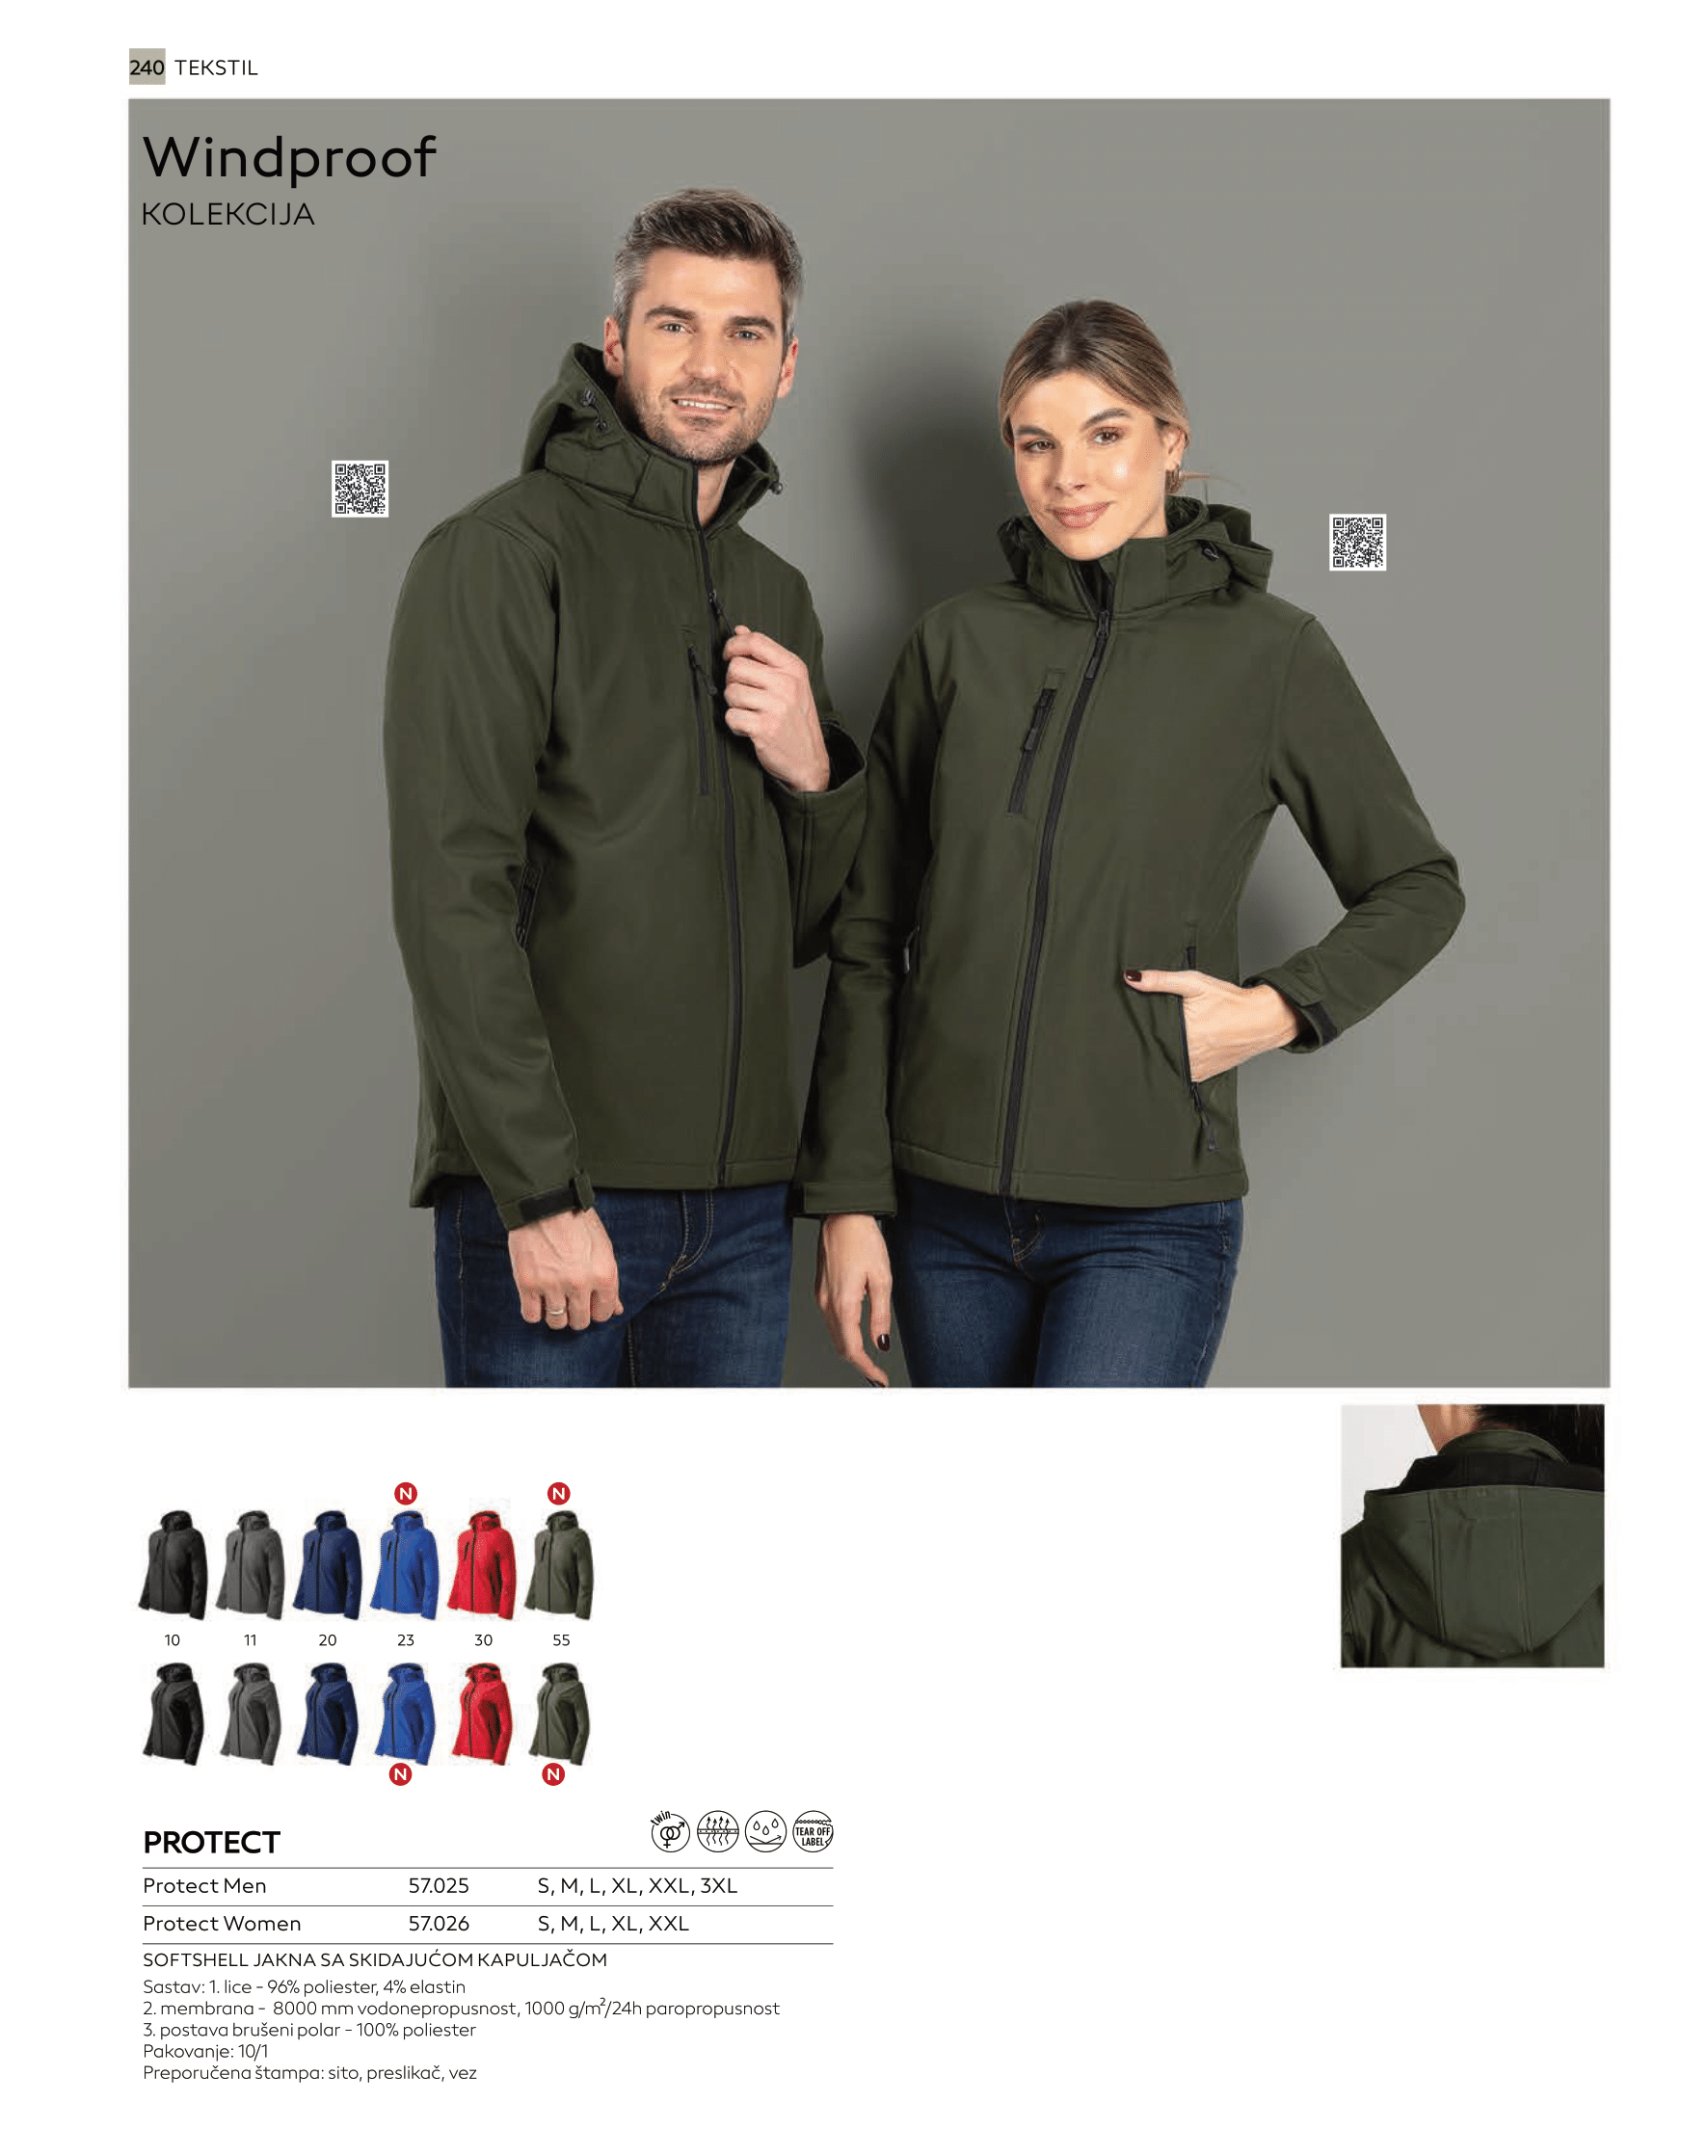 240 TEKSTIL
Windproof
KOLEKCIJA
N N
10 11 20 23 30 55
N N
PROTECT
twin
TEAR OFF
LABEL
Protect Men 57.025 S, M, L, XL, XXL, 3XL
Protect Women 57.026 S, M, L, XL, XXL
SOFTSHELL JAKNA SA SKIDAJUĆOM KAPULJAČOM
Sastav: 1. lice - 96% poliester, 4% elastin
2. membrana - 8000 mm vodonepropusnost, 1000 g/m²/24h paropropusnost
3. postava brušeni polar - 100% poliester
Pakovanje: 10/1
Preporučena štampa: sito, preslikač, vez